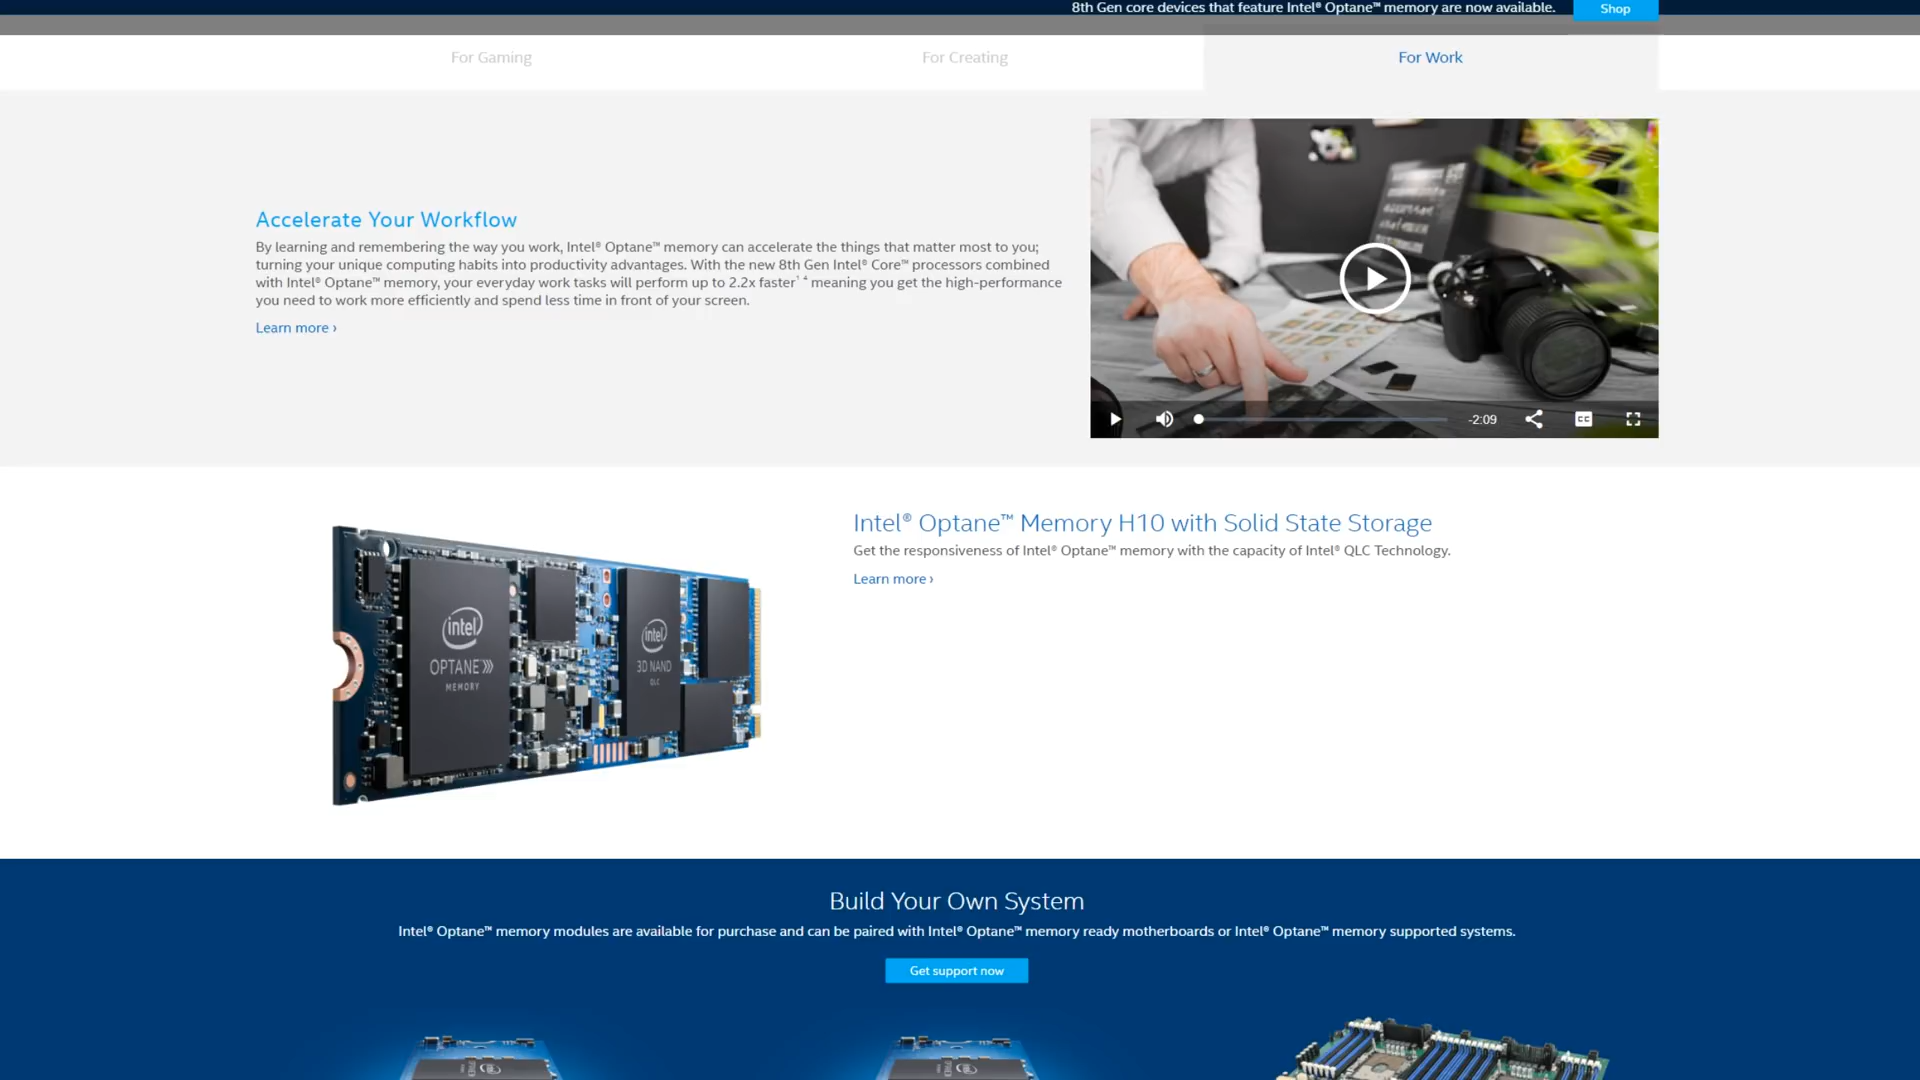 8th Gen core devices that feature Intel® Optane™ memory are now available.
Shop
For Gaming
For Creating
For Work
Accelerate Your Workflow
By learning and remembering the way you work, Intel® Optane™ memory can accelerate the things that matter most to you;
turning your unique computing habits into productivity advantages. With the new 8th Gen Intel® Core™ processors combined
with Intel® Optane™ memory, your everyday work tasks will perform up to 2.2x faster¹ ⁴ meaning you get the high-performance
you need to work more efficiently and spend less time in front of your screen.
Learn more ›
-2:09
CC
Intel® Optane™ Memory H10 with Solid State Storage
Get the responsiveness of Intel® Optane™ memory with the capacity of Intel® QLC Technology.
Learn more ›
intel
OPTANE
MEMORY
intel
3D NAND
QLC
Build Your Own System
Intel® Optane™ memory modules are available for purchase and can be paired with Intel® Optane™ memory ready motherboards or Intel® Optane™ memory supported systems.
Get support now